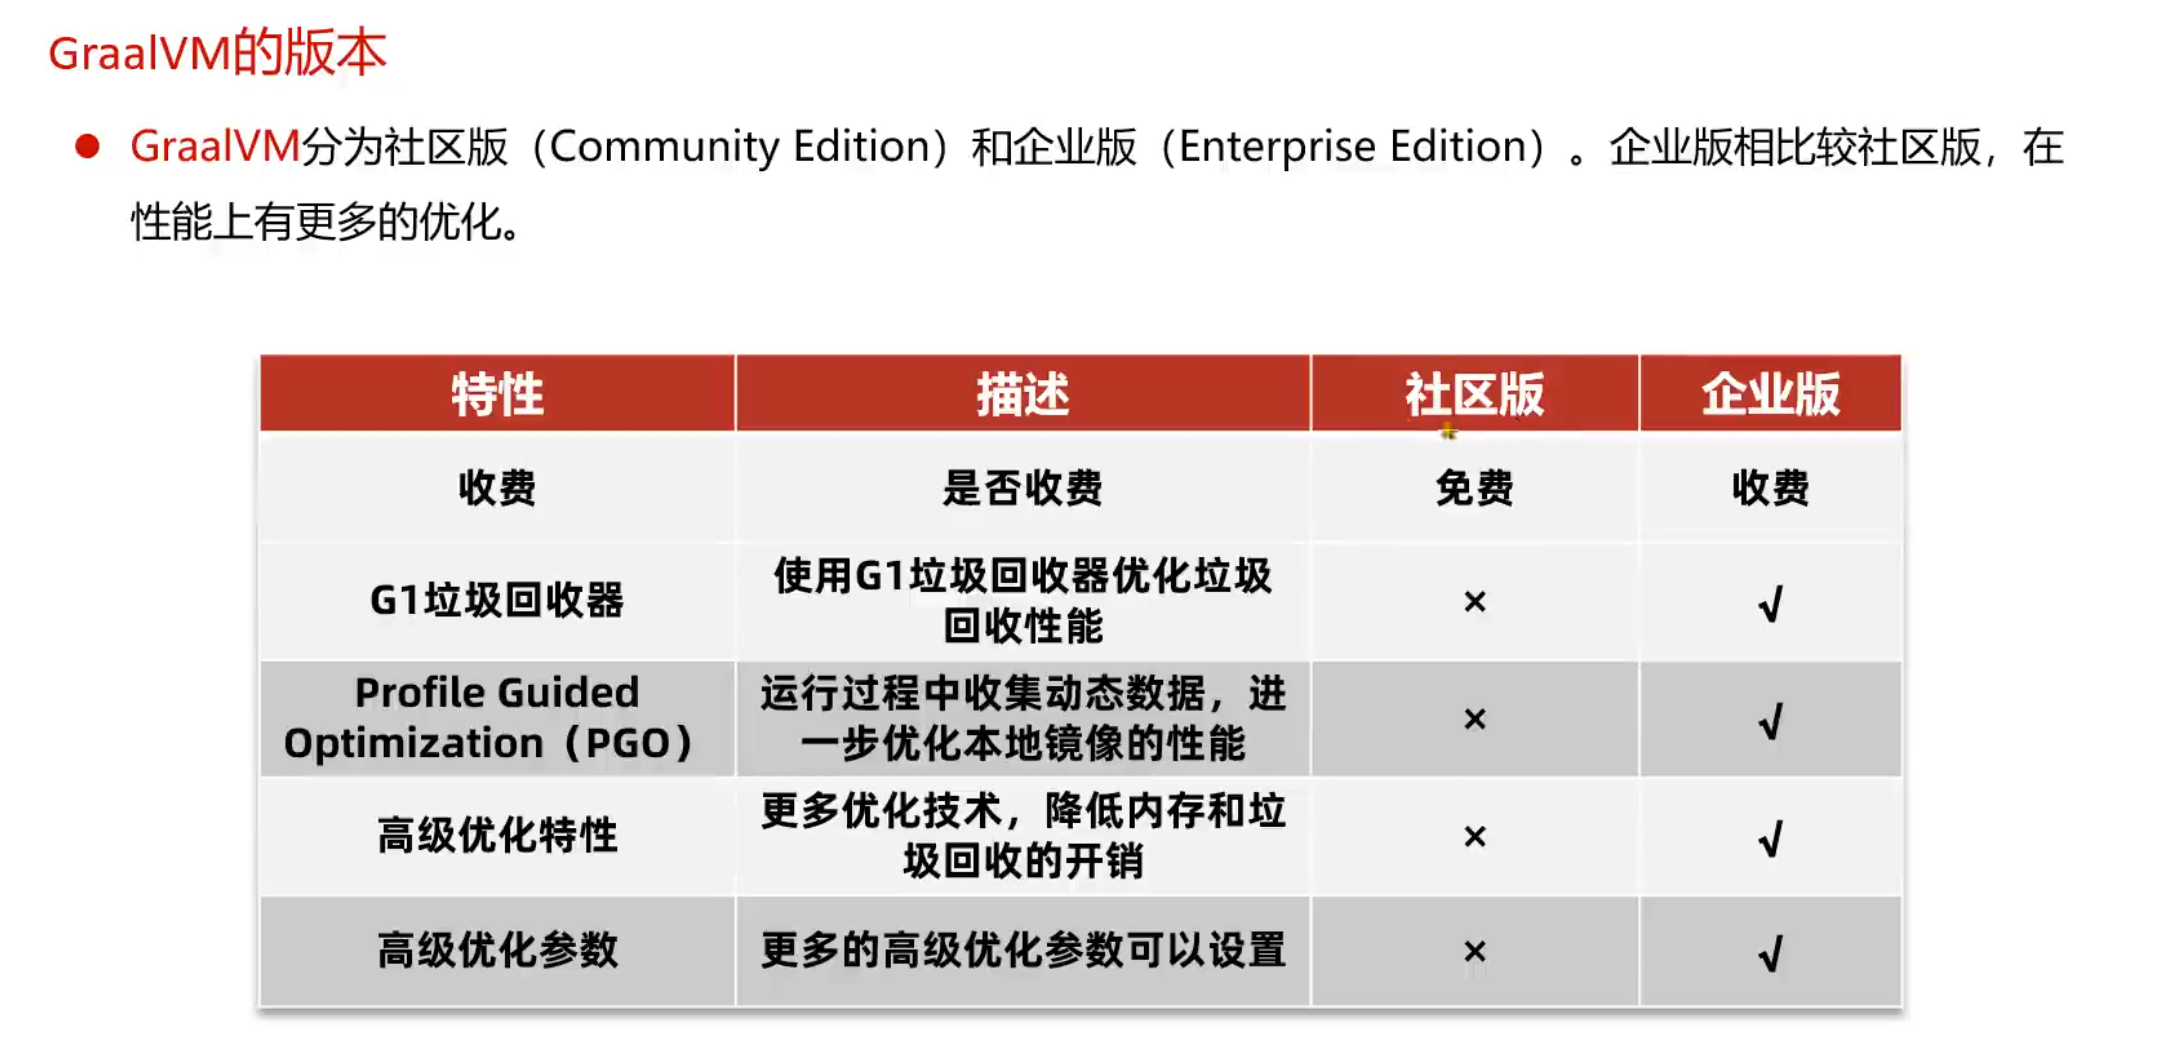 GraalVM的版本
GraalVM分为社区版（Community Edition）和企业版（Enterprise Edition）。企业版相比较社区版，在
性能上有更多的优化。
特性 描述 社区版 企业版
收费 是否收费 免费 收费
G1垃圾回收器 使用G1垃圾回收器优化垃圾 × √
回收性能
Profile Guided 运行过程中收集动态数据，进 × √
Optimization（PGO） 一步优化本地镜像的性能
高级优化特性 更多优化技术，降低内存和垃 × √
圾回收的开销
高级优化参数 更多的高级优化参数可以设置 × √